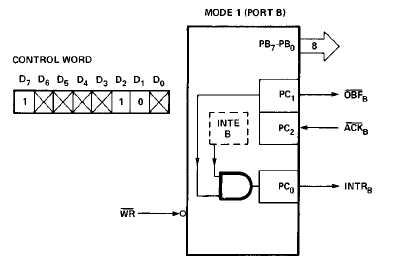 MODE 1 (PORT B)
PB7-PB0
8
CONTROL WORD
D7 D6 D5 D4 D3 D2 D1 D0
1 1 0
PC1
OBFB
INTE
B
PC2
ACKB
PC0
INTRB
WR